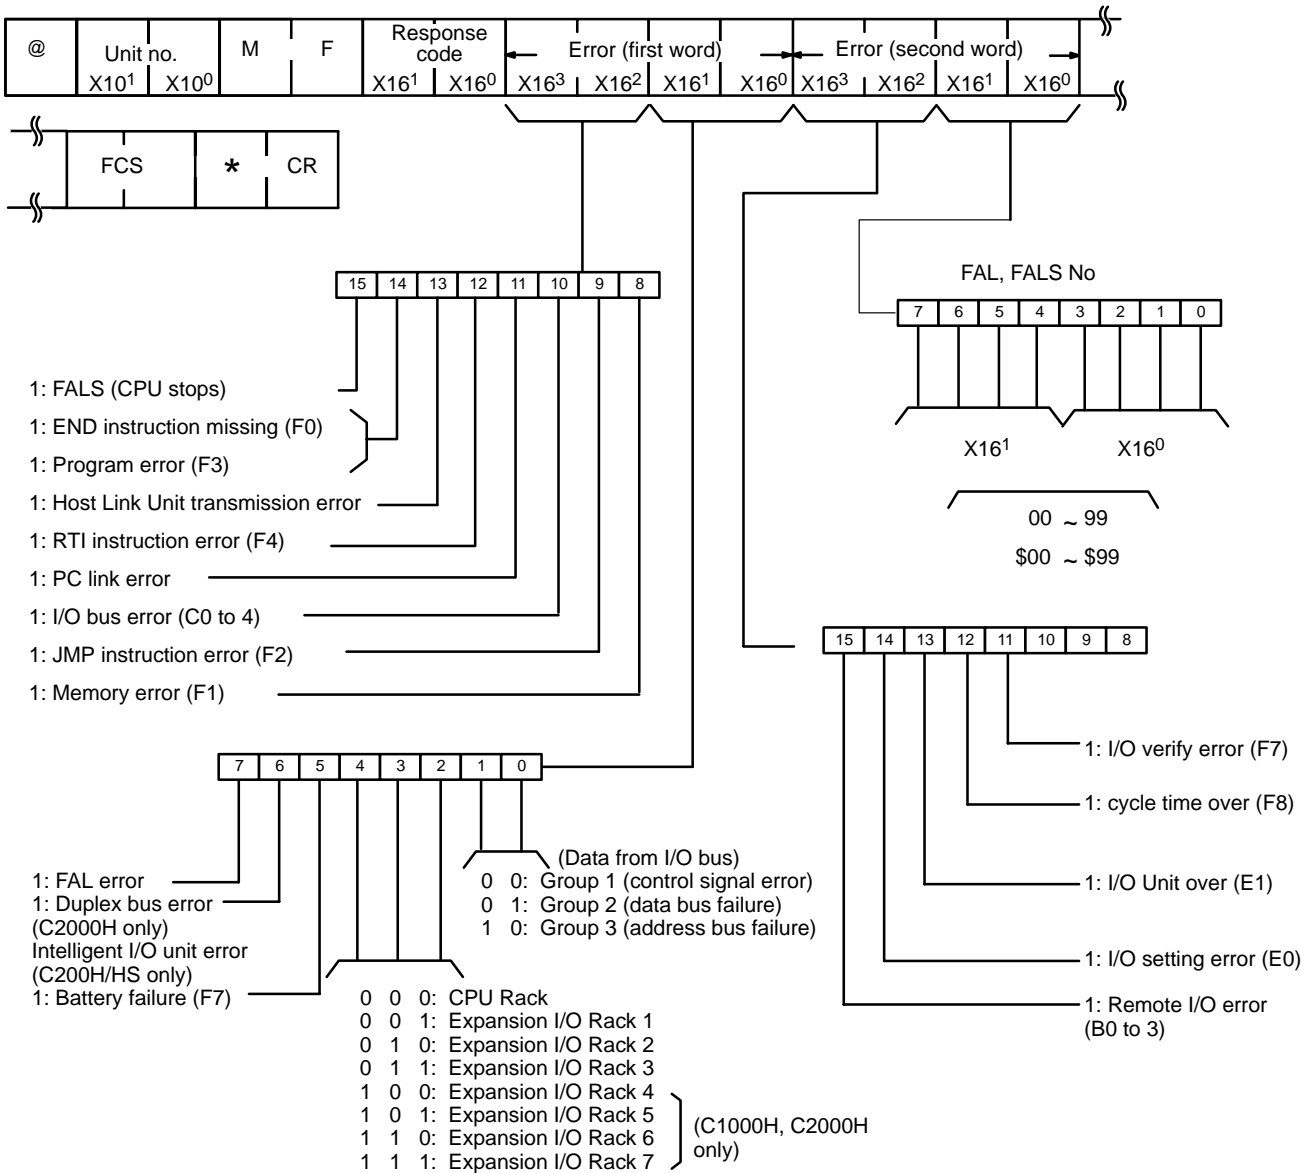 @ Unit no. M F Response code Error (first word) Error (second word)
X10¹ X10⁰ X16¹ X16⁰ X16³ X16² X16¹ X16⁰ X16³ X16² X16¹ X16⁰
FCS * CR
FAL, FALS No
15 14 13 12 11 10 9 8
7 6 5 4 3 2 1 0
1: FALS (CPU stops)
1: END instruction missing (F0)
1: Program error (F3)
1: Host Link Unit transmission error
1: RTI instruction error (F4)
1: PC link error
1: I/O bus error (C0 to 4)
1: JMP instruction error (F2)
1: Memory error (F1)
X16¹ X16⁰
00 ~ 99
$00 ~ $99
15 14 13 12 11 10 9 8
1: I/O verify error (F7)
1: cycle time over (F8)
1: I/O Unit over (E1)
1: I/O setting error (E0)
1: Remote I/O error
(B0 to 3)
7 6 5 4 3 2 1 0
1: FAL error
1: Duplex bus error
(C2000H only)
Intelligent I/O unit error
(C200H/HS only)
1: Battery failure (F7)
(Data from I/O bus)
0 0: Group 1 (control signal error)
0 1: Group 2 (data bus failure)
1 0: Group 3 (address bus failure)
0 0 0: CPU Rack
0 0 1: Expansion I/O Rack 1
0 1 0: Expansion I/O Rack 2
0 1 1: Expansion I/O Rack 3
1 0 0: Expansion I/O Rack 4
1 0 1: Expansion I/O Rack 5
1 1 0: Expansion I/O Rack 6
1 1 1: Expansion I/O Rack 7
(C1000H, C2000H
only)